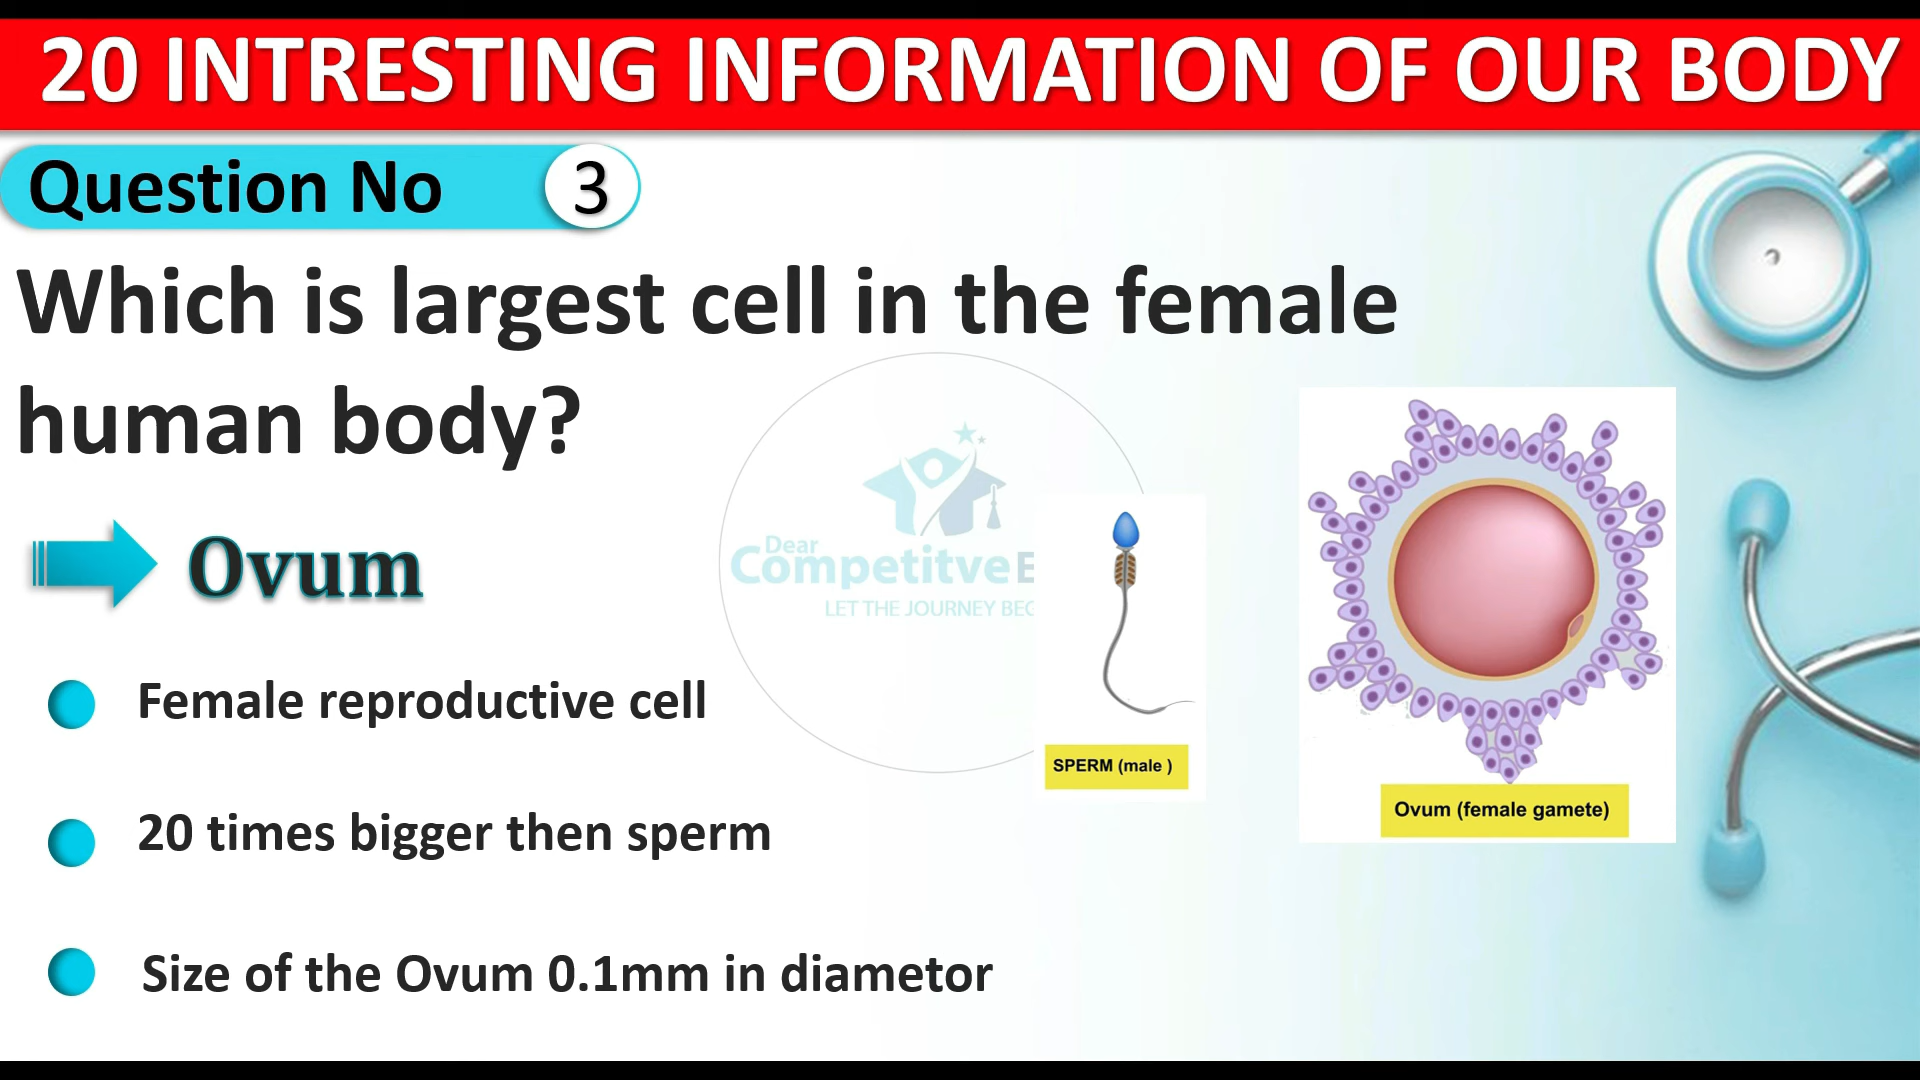 20 INTRESTING INFORMATION OF OUR BODY
Question No 3
Which is largest cell in the female
human body?
Ovum
Dear
Competitve E
LET THE JOURNEY BEG
Female reproductive cell
20 times bigger then sperm
Size of the Ovum 0.1mm in diametor
SPERM (male )
Ovum (female gamete)